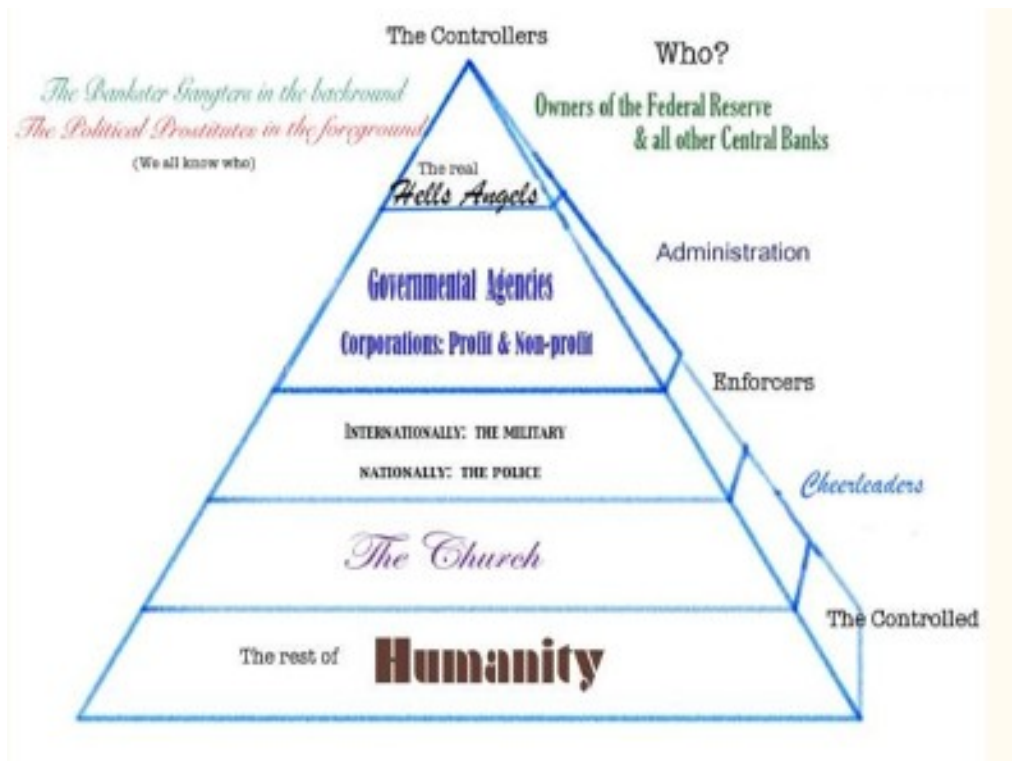 The Controllers
Who?
The Bankster Gangters in the backround
The Political Prostitutes in the foreground
(We all know who)
Owners of the Federal Reserve
& all other Central Banks
The real
Hells Angels
Administration
Governmental Agencies
Corporations: Profit & Non-profit
Enforcers
INTERNATIONALLY: THE MILITARY
NATIONALLY: THE POLICE
Cheerleaders
The Church
The Controlled
The rest of Humanity